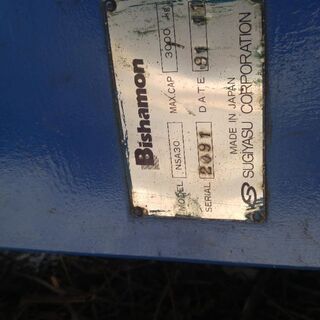 Bishamon
MODEL NSA30 MAX.CAP 3000
SERIAL 2091 DATE 91
MADE IN JAPAN
SUGIYASU CORPORATION